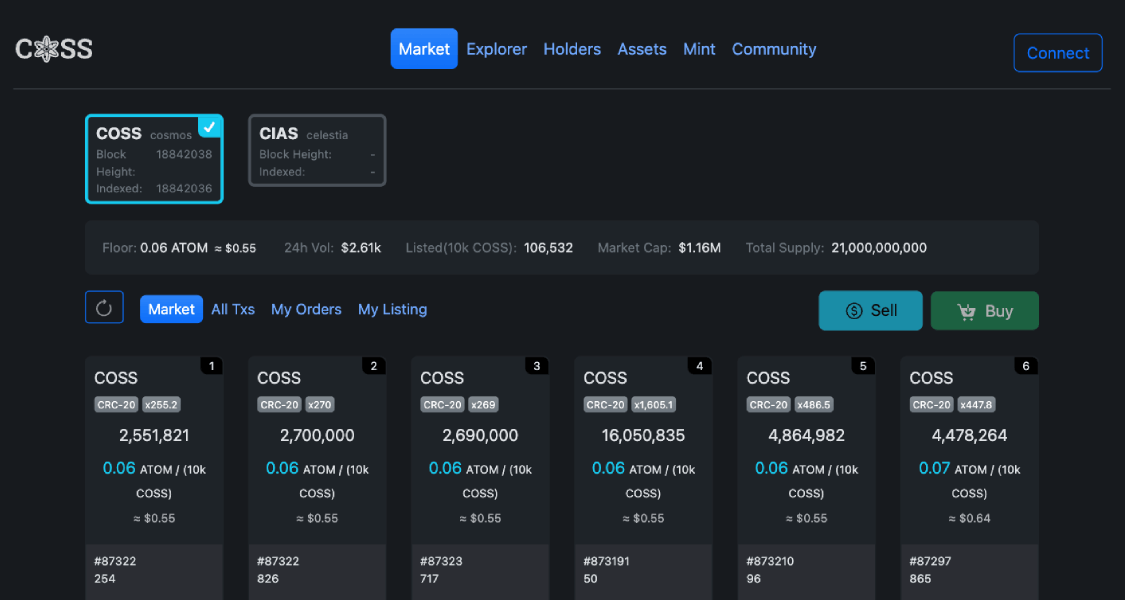 COSS
Market Explorer Holders Assets Mint Community
Connect
COSS cosmos
Block Height: 18842038
Indexed: 18842036
CIAS celestia
Block Height: -
Indexed: -
Floor: 0.06 ATOM ≈ $0.55 24h Vol: $2.61k Listed(10k COSS): 106,532 Market Cap: $1.16M Total Supply: 21,000,000,000
Market All Txs My Orders My Listing
Sell Buy
1
COSS
CRC-20 x255.2
2,551,821
0.06 ATOM / (10k
COSS)
≈ $0.55
#87322
254
2
COSS
CRC-20 x270
2,700,000
0.06 ATOM / (10k
COSS)
≈ $0.55
#87322
826
3
COSS
CRC-20 x269
2,690,000
0.06 ATOM / (10k
COSS)
≈ $0.55
#87323
717
4
COSS
CRC-20 x1,605.1
16,050,835
0.06 ATOM / (10k
COSS)
≈ $0.55
#873191
50
5
COSS
CRC-20 x486.5
4,864,982
0.06 ATOM / (10k
COSS)
≈ $0.55
#873210
96
6
COSS
CRC-20 x447.8
4,478,264
0.07 ATOM / (10k
COSS)
≈ $0.64
#87297
865